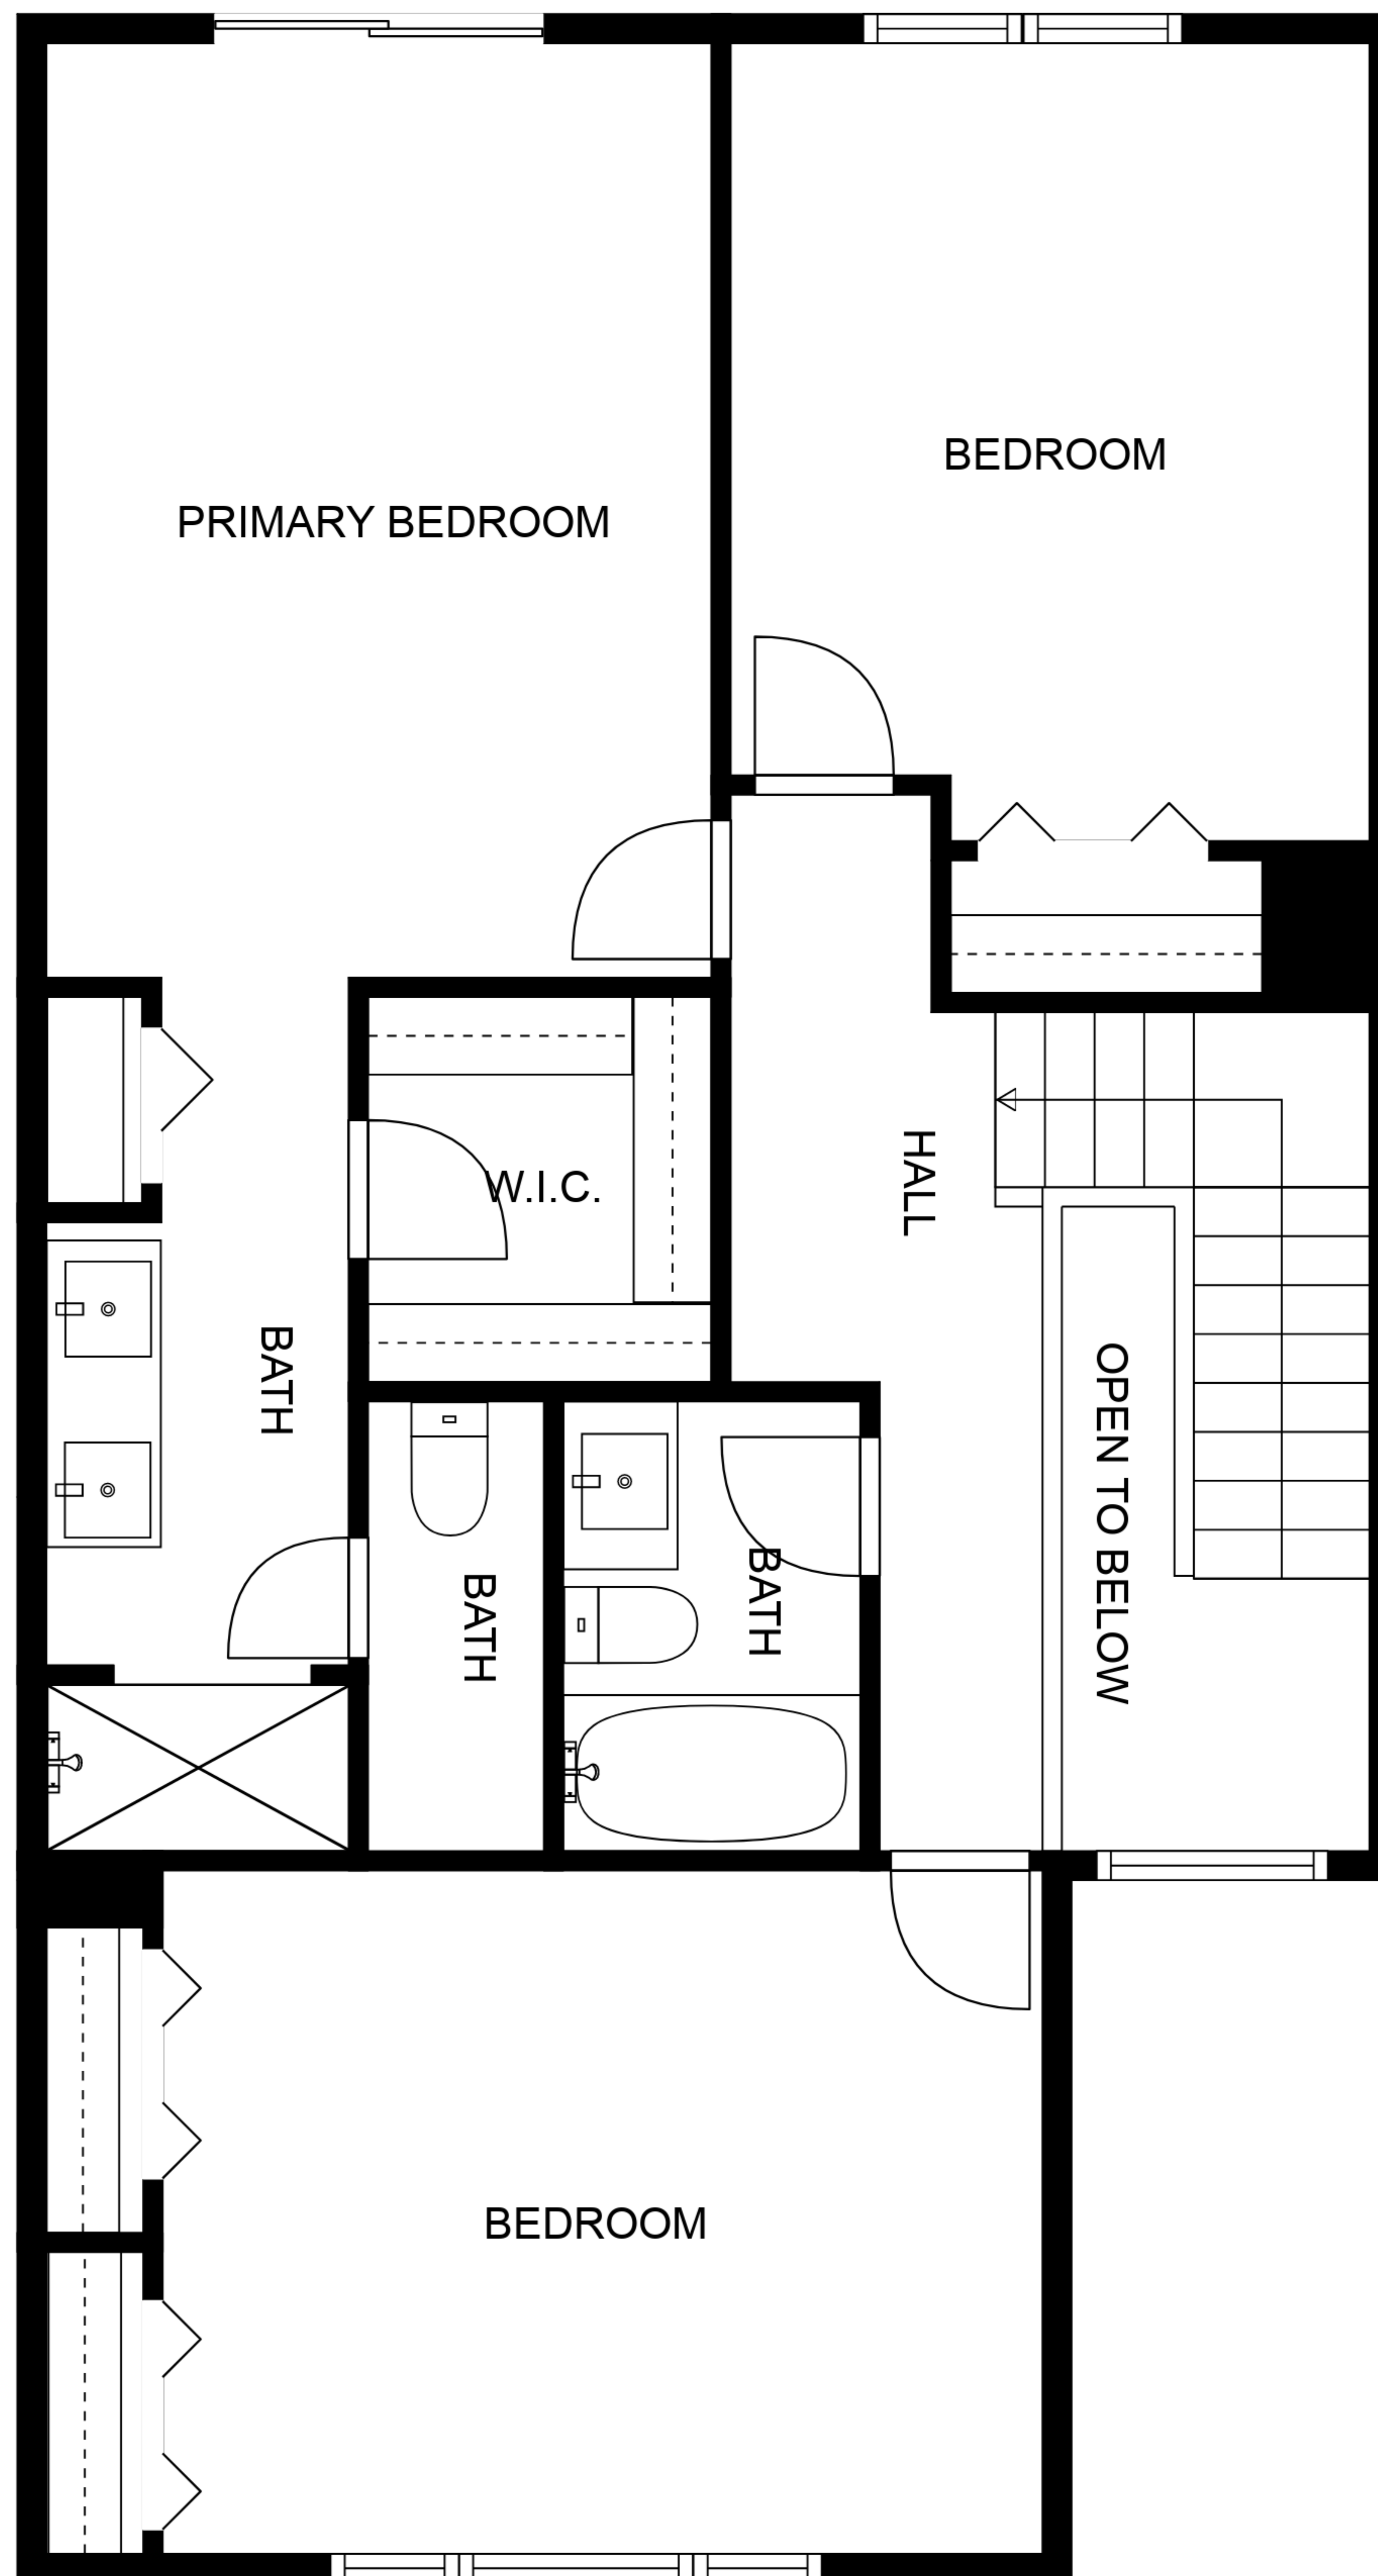 BEDROOM
PRIMARY BEDROOM
HALL
W.I.C.
BATH
OPEN TO BELOW
BATH
BATH
BEDROOM